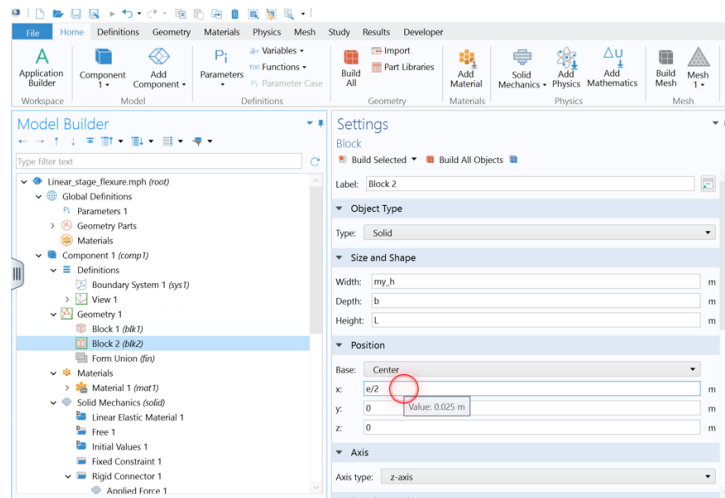 File Home Definitions Geometry Materials Physics Mesh Study Results Developer
Application Builder
Component 1
Add Component
Pi Parameters
a= Variables
f(x) Functions
Pi Parameter Case
Build All
Import
Part Libraries
Add Material
Solid Mechanics
Add Physics
Add Mathematics
Build Mesh
Mesh 1
Workspace Model Definitions Geometry Materials Physics Mesh
Model Builder
Type filter text
Linear_stage_flexure.mph (root)
Global Definitions
Pi Parameters 1
Geometry Parts
Materials
Component 1 (comp1)
Definitions
Boundary System 1 (sys1)
View 1
Geometry 1
Block 1 (blk1)
Block 2 (blk2)
Form Union (fin)
Materials
Material 1 (mat1)
Solid Mechanics (solid)
Linear Elastic Material 1
Free 1
Initial Values 1
Fixed Constraint 1
Rigid Connector 1
Applied Force 1
Settings
Block
Build Selected Build All Objects
Label: Block 2
Object Type
Type: Solid
Size and Shape
Width: my_h m
Depth: b m
Height: L m
Position
Base: Center
x: e/2 m
Value: 0.025 m
y: 0 m
z: 0 m
Axis
Axis type: z-axis